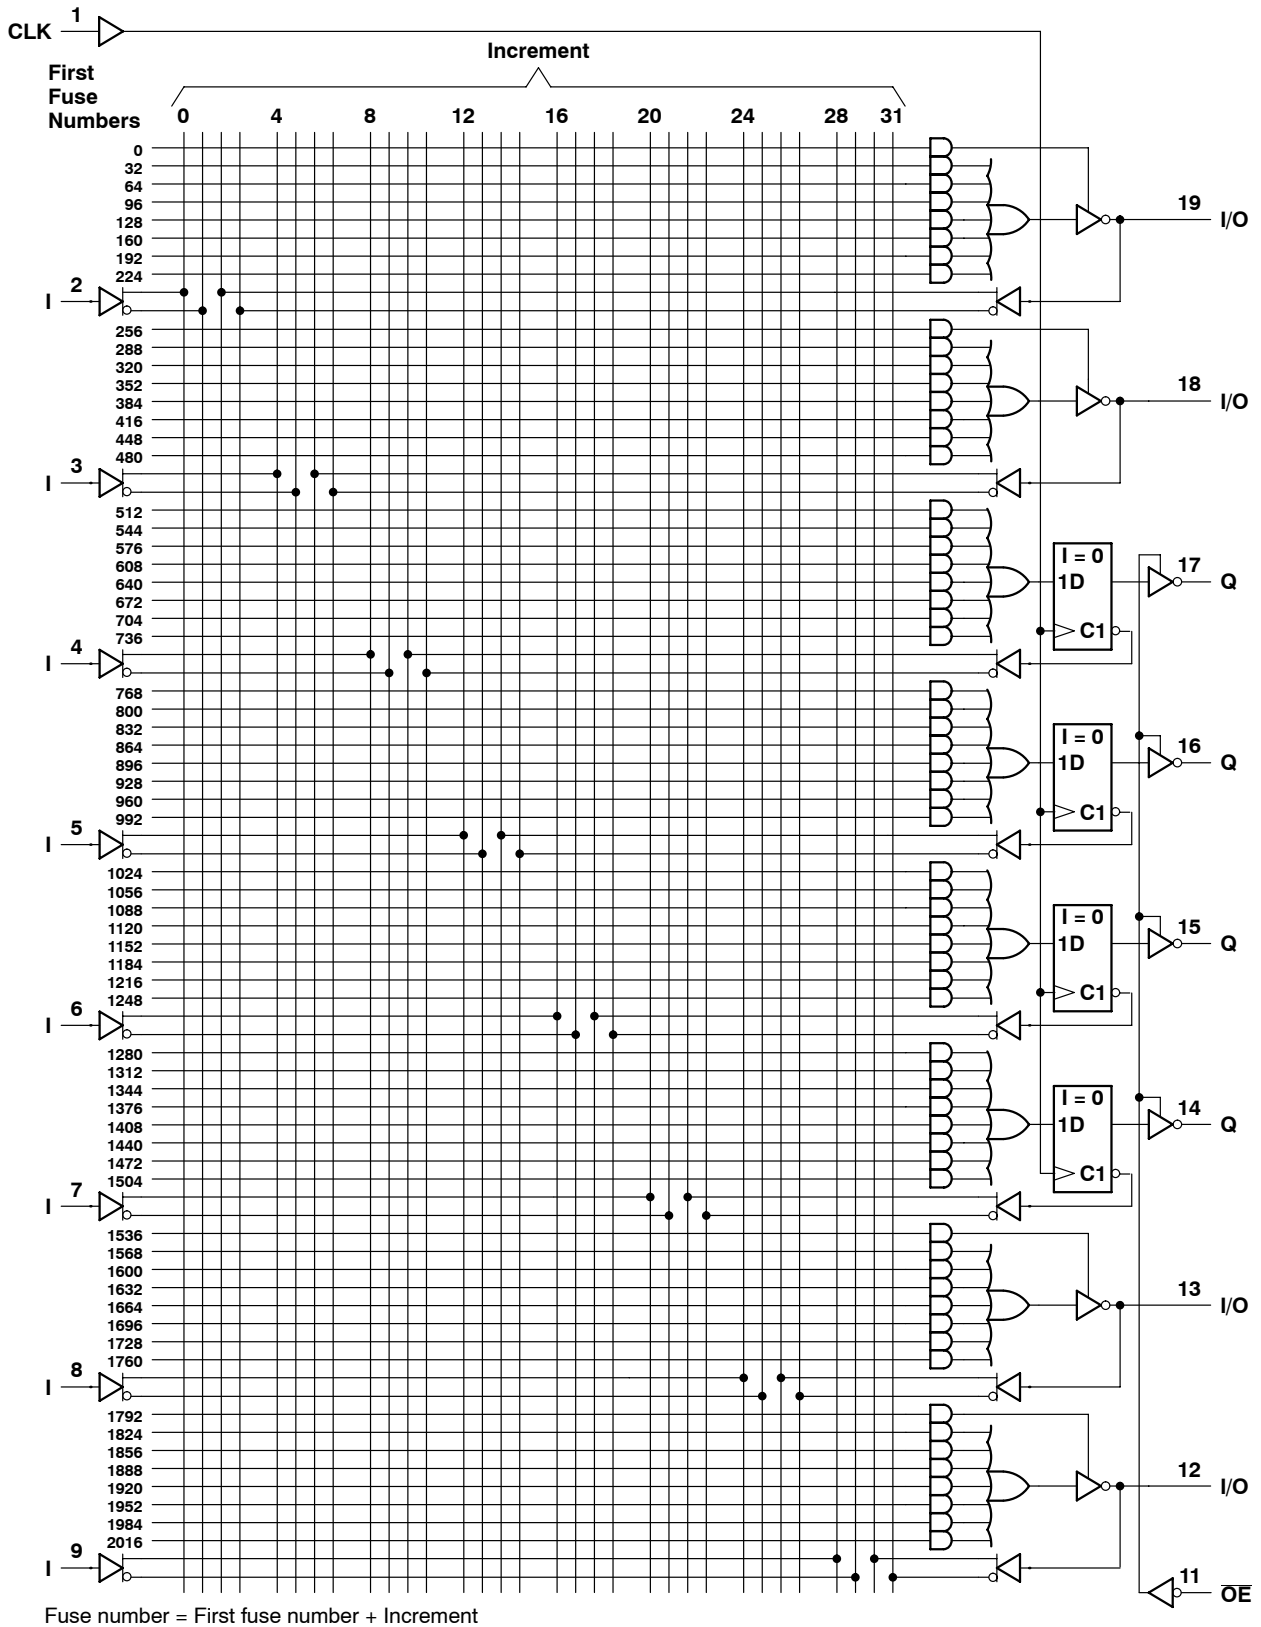 CLK 1
Increment
First
Fuse
Numbers
0 4 8 12 16 20 24 28 31
0
32
64
96
128
160
192
224
19 I/O
I 2
256
288
320
352
384
416
448
480
18 I/O
I 3
512
544
576
608
640
672
704
736
I = 0
1D
C1
17 Q
I 4
768
800
832
864
896
928
960
992
I = 0
1D
C1
16 Q
I 5
1024
1056
1088
1120
1152
1184
1216
1248
I = 0
1D
C1
15 Q
I 6
1280
1312
1344
1376
1408
1440
1472
1504
I = 0
1D
C1
14 Q
I 7
1536
1568
1600
1632
1664
1696
1728
1760
13 I/O
I 8
1792
1824
1856
1888
1920
1952
1984
2016
12 I/O
I 9
11 O̅E̅
Fuse number = First fuse number + Increment